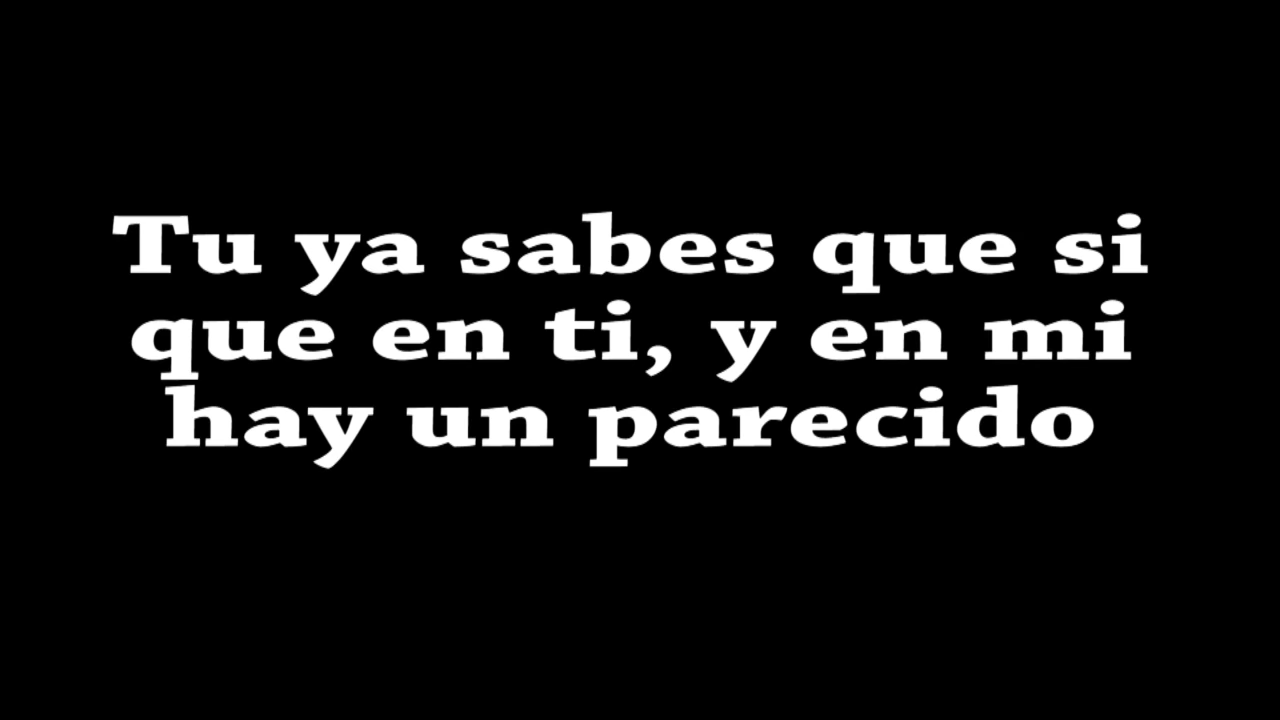 Tu ya sabes que si
que en ti, y en mi
hay un parecido